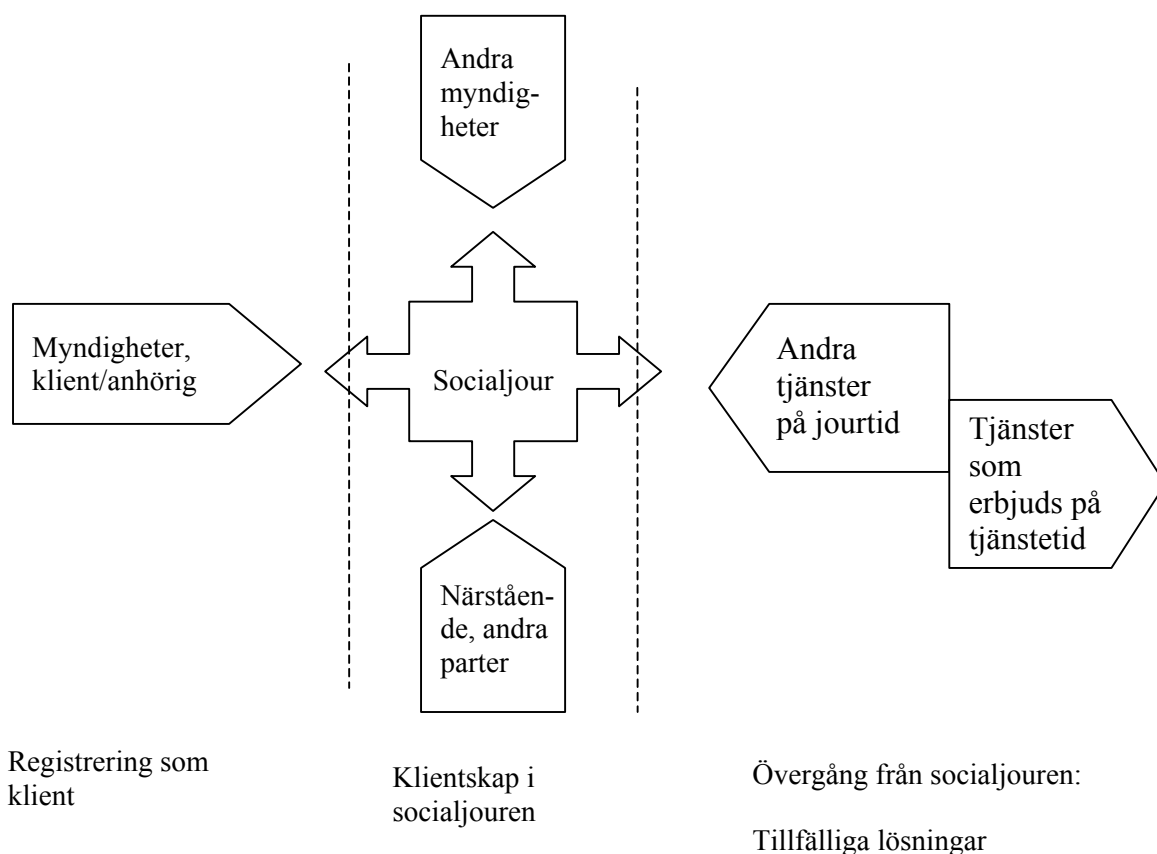 Andra
myndig-
heter
Myndigheter,
klient/anhörig
Socialjour
Andra
tjänster
på jourtid
Tjänster
som
erbjuds på
tjänstetid
Närståen-
de, andra
parter
Registrering som
klient
Klientskap i
socialjouren
Övergång från socialjouren:
Tillfälliga lösningar